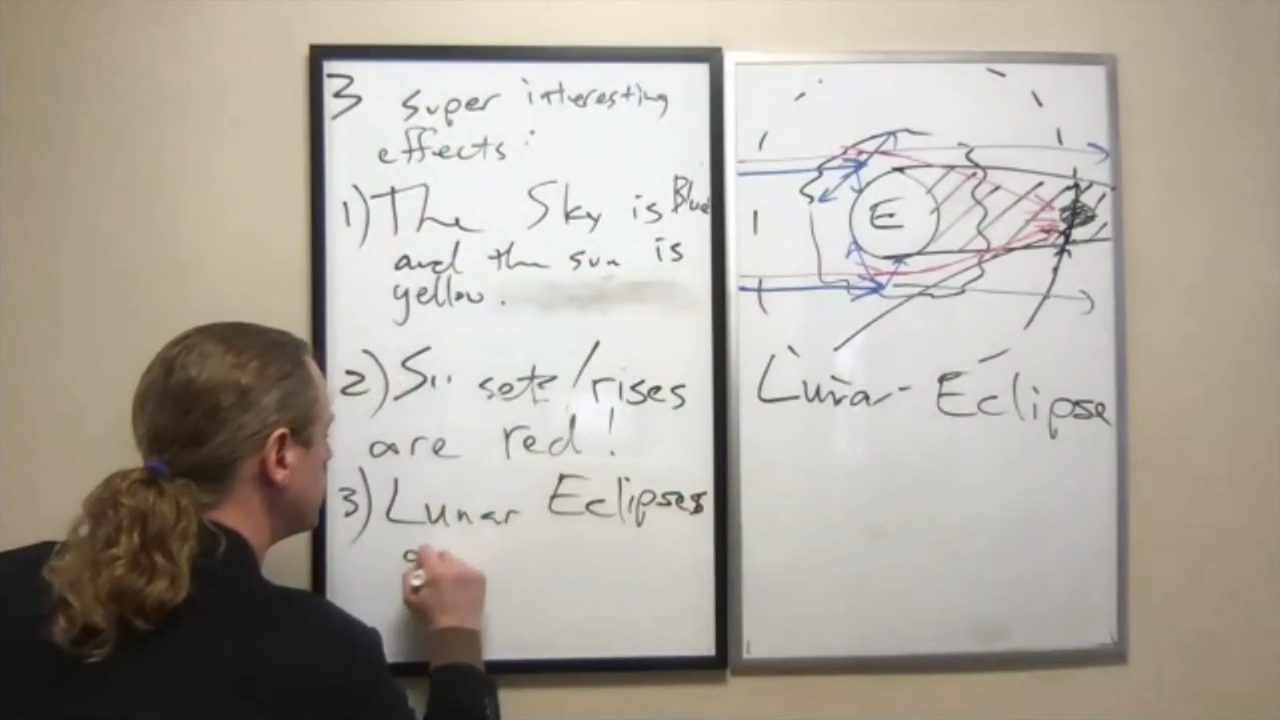 3 super interesting
effects:
1) The Sky is Blue
and the sun is
yellow.
2) sets/rises
are red!
3) Lunar Eclipses
E
Lunar Eclipse